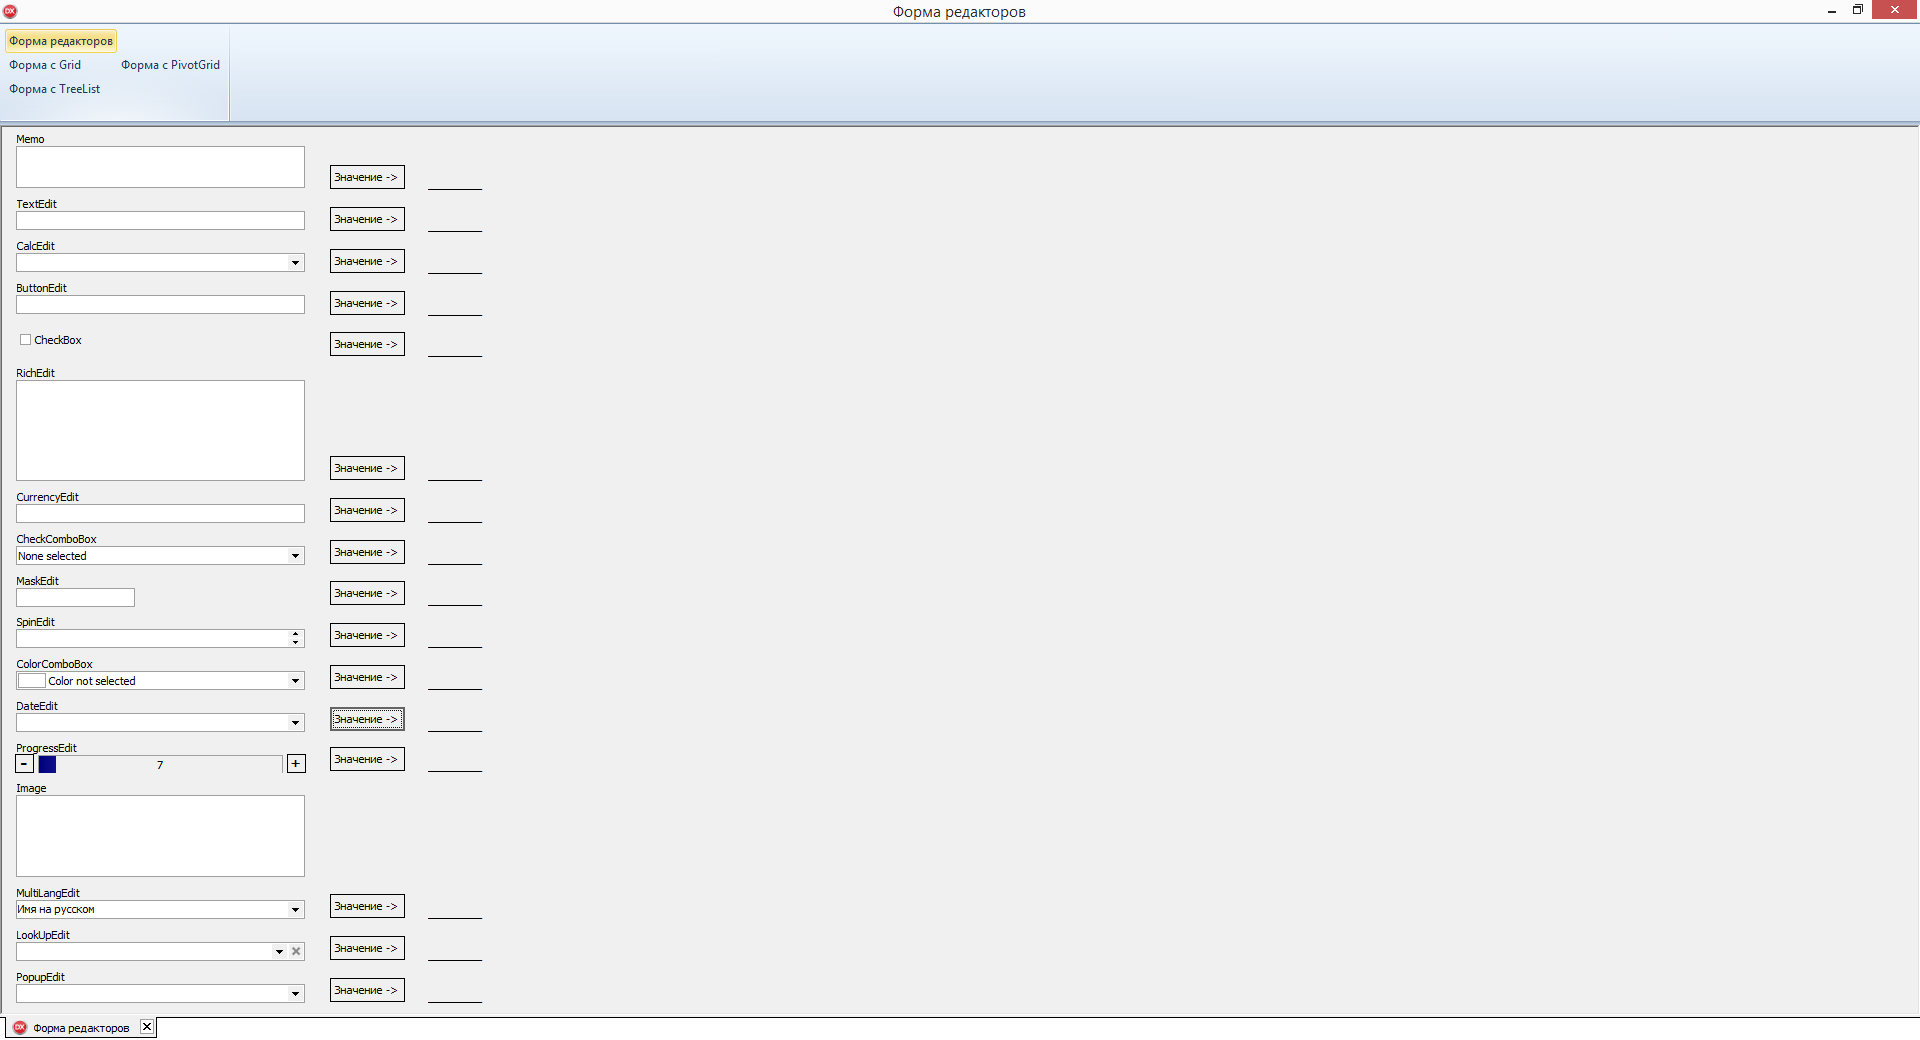 DX Форма редакторов
Форма редакторов
Форма с Grid Форма с PivotGrid
Форма с TreeList
Memo
Значение ->
TextEdit
Значение ->
CalcEdit
Значение ->
ButtonEdit
Значение ->
CheckBox Значение ->
RichEdit
Значение ->
CurrencyEdit
Значение ->
CheckComboBox
None selected Значение ->
MaskEdit
Значение ->
SpinEdit
Значение ->
ColorComboBox
Color not selected Значение ->
DateEdit
Значение ->
ProgressEdit
- 7 + Значение ->
Image
MultiLangEdit
Имя на русском Значение ->
LookUpEdit
Значение ->
PopupEdit
Значение ->
DX Форма редакторов